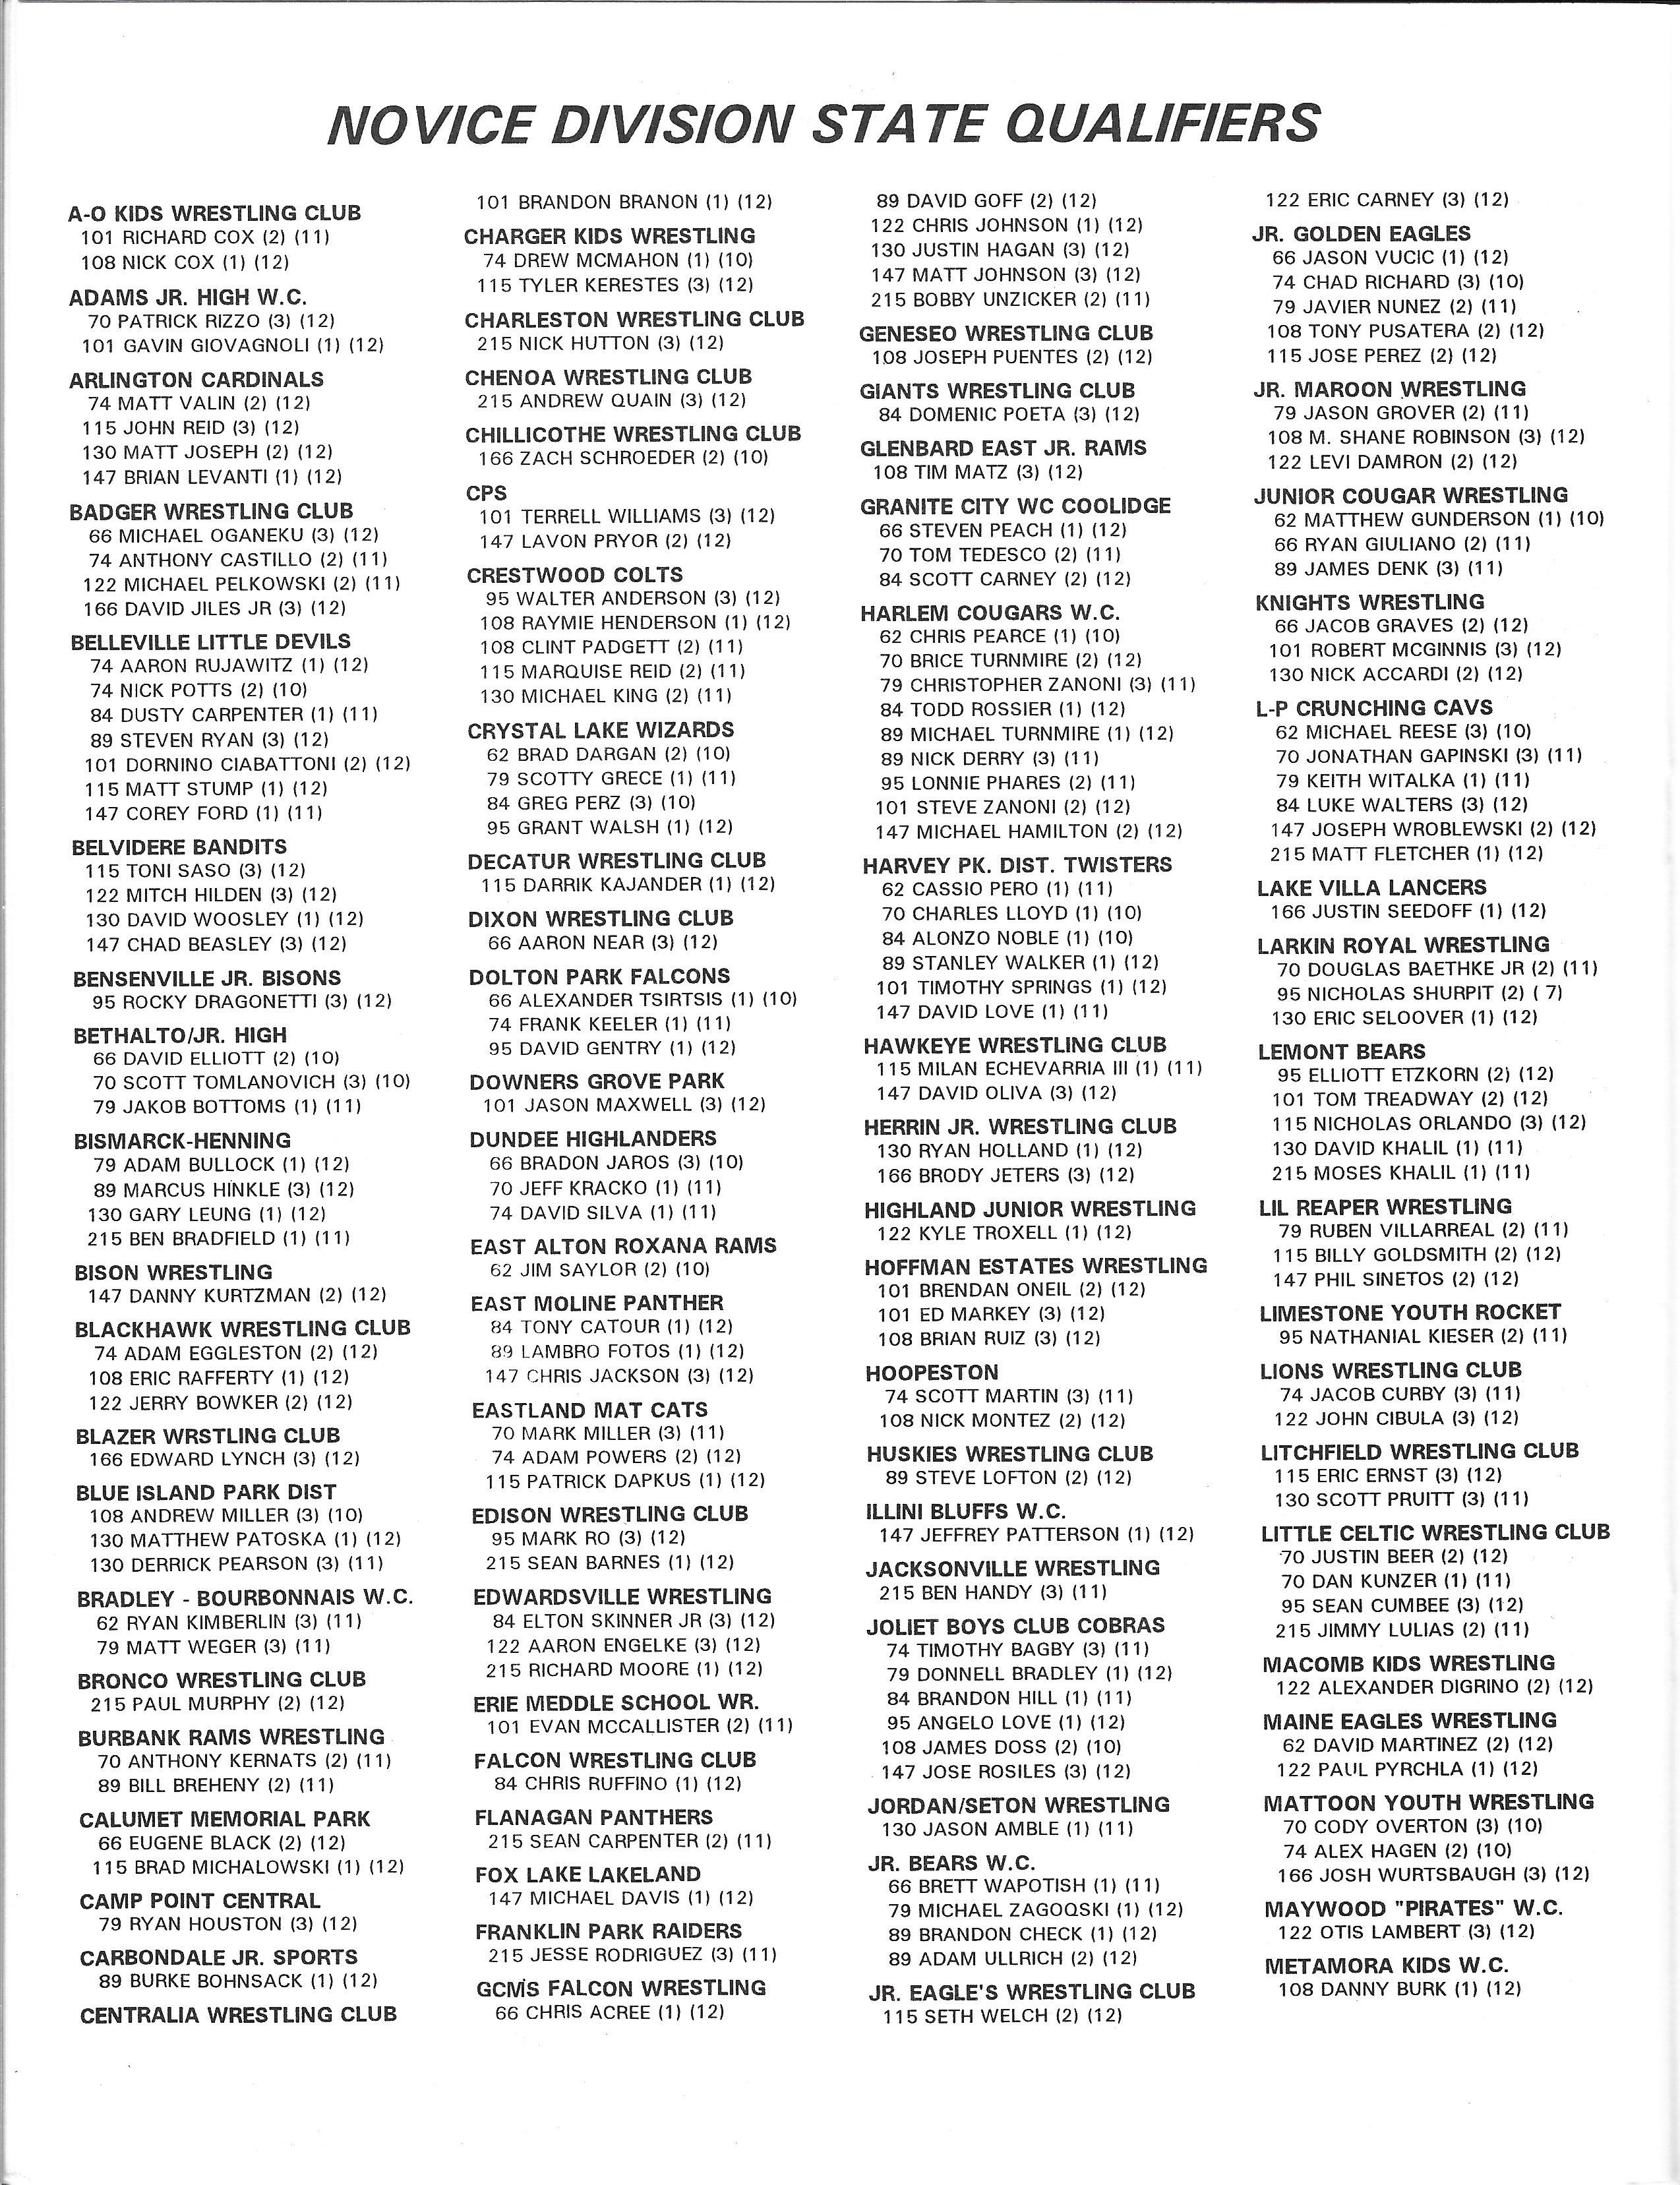 NOVICE DIVISION STATE QUALIFIERS
A-O KIDS WRESTLING CLUB
101 RICHARD COX (2) (11)
108 NICK COX (1) (12)
ADAMS JR. HIGH W.C.
70 PATRICK RIZZO (3) (12)
101 GAVIN GIOVAGNOLI (1) (12)
ARLINGTON CARDINALS
74 MATT VALIN (2) (12)
115 JOHN REID (3) (12)
130 MATT JOSEPH (2) (12)
147 BRIAN LEVANTI (1) (12)
BADGER WRESTLING CLUB
66 MICHAEL OGANEKU (3) (12)
74 ANTHONY CASTILLO (2) (11)
122 MICHAEL PELKOWSKI (2) (11)
166 DAVID JILES JR (3) (12)
BELLEVILLE LITTLE DEVILS
74 AARON RUJAWITZ (1) (12)
74 NICK POTTS (2) (10)
84 DUSTY CARPENTER (1) (11)
89 STEVEN RYAN (3) (12)
101 DORNINO CIABATTONI (2) (12)
115 MATT STUMP (1) (12)
147 COREY FORD (1) (11)
BELVIDERE BANDITS
115 TONI SASO (3) (12)
122 MITCH HILDEN (3) (12)
130 DAVID WOOSLEY (1) (12)
147 CHAD BEASLEY (3) (12)
BENSENVILLE JR. BISONS
95 ROCKY DRAGONETTI (3) (12)
BETHALTO/JR. HIGH
66 DAVID ELLIOTT (2) (10)
70 SCOTT TOMLANOVICH (3) (10)
79 JAKOB BOTTOMS (1) (11)
BISMARCK-HENNING
79 ADAM BULLOCK (1) (12)
89 MARCUS HINKLE (3) (12)
130 GARY LEUNG (1) (12)
215 BEN BRADFIELD (1) (11)
BISON WRESTLING
147 DANNY KURTZMAN (2) (12)
BLACKHAWK WRESTLING CLUB
74 ADAM EGGLESTON (2) (12)
108 ERIC RAFFERTY (1) (12)
122 JERRY BOWKER (2) (12)
BLAZER WRSTLING CLUB
166 EDWARD LYNCH (3) (12)
BLUE ISLAND PARK DIST
108 ANDREW MILLER (3) (10)
130 MATTHEW PATOSKA (1) (12)
130 DERRICK PEARSON (3) (11)
BRADLEY - BOURBONNAIS W.C.
62 RYAN KIMBERLIN (3) (11)
79 MATT WEGER (3) (11)
BRONCO WRESTLING CLUB
215 PAUL MURPHY (2) (12)
BURBANK RAMS WRESTLING
70 ANTHONY KERNATS (2) (11)
89 BILL BREHENY (2) (11)
CALUMET MEMORIAL PARK
66 EUGENE BLACK (2) (12)
115 BRAD MICHALOWSKI (1) (12)
CAMP POINT CENTRAL
79 RYAN HOUSTON (3) (12)
CARBONDALE JR. SPORTS
89 BURKE BOHNSACK (1) (12)
CENTRALIA WRESTLING CLUB
101 BRANDON BRANON (1) (12)
CHARGER KIDS WRESTLING
74 DREW MCMAHON (1) (10)
115 TYLER KERESTES (3) (12)
CHARLESTON WRESTLING CLUB
215 NICK HUTTON (3) (12)
CHENOA WRESTLING CLUB
215 ANDREW QUAIN (3) (12)
CHILLICOTHE WRESTLING CLUB
166 ZACH SCHROEDER (2) (10)
CPS
101 TERRELL WILLIAMS (3) (12)
147 LAVON PRYOR (2) (12)
CRESTWOOD COLTS
95 WALTER ANDERSON (3) (12)
108 RAYMIE HENDERSON (1) (12)
108 CLINT PADGETT (2) (11)
115 MARQUISE REID (2) (11)
130 MICHAEL KING (2) (11)
CRYSTAL LAKE WIZARDS
62 BRAD DARGAN (2) (10)
79 SCOTTY GRECE (1) (11)
84 GREG PERZ (3) (10)
95 GRANT WALSH (1) (12)
DECATUR WRESTLING CLUB
115 DARRIK KAJANDER (1) (12)
DIXON WRESTLING CLUB
66 AARON NEAR (3) (12)
DOLTON PARK FALCONS
66 ALEXANDER TSIRTSIS (1) (10)
74 FRANK KEELER (1) (11)
95 DAVID GENTRY (1) (12)
DOWNERS GROVE PARK
101 JASON MAXWELL (3) (12)
DUNDEE HIGHLANDERS
66 BRADON JAROS (3) (10)
70 JEFF KRACKO (1) (11)
74 DAVID SILVA (1) (11)
EAST ALTON ROXANA RAMS
62 JIM SAYLOR (2) (10)
EAST MOLINE PANTHER
84 TONY CATOUR (1) (12)
89 LAMBRO FOTOS (1) (12)
147 CHRIS JACKSON (3) (12)
EASTLAND MAT CATS
70 MARK MILLER (3) (11)
74 ADAM POWERS (2) (12)
115 PATRICK DAPKUS (1) (12)
EDISON WRESTLING CLUB
95 MARK RO (3) (12)
215 SEAN BARNES (1) (12)
EDWARDSVILLE WRESTLING
84 ELTON SKINNER JR (3) (12)
122 AARON ENGELKE (3) (12)
215 RICHARD MOORE (1) (12)
ERIE MEDDLE SCHOOL WR.
101 EVAN MCCALLISTER (2) (11)
FALCON WRESTLING CLUB
84 CHRIS RUFFINO (1) (12)
FLANAGAN PANTHERS
215 SEAN CARPENTER (2) (11)
FOX LAKE LAKELAND
147 MICHAEL DAVIS (1) (12)
FRANKLIN PARK RAIDERS
215 JESSE RODRIGUEZ (3) (11)
GCMS FALCON WRESTLING
66 CHRIS ACREE (1) (12)
89 DAVID GOFF (2) (12)
122 CHRIS JOHNSON (1) (12)
130 JUSTIN HAGAN (3) (12)
147 MATT JOHNSON (3) (12)
215 BOBBY UNZICKER (2) (11)
GENESEO WRESTLING CLUB
108 JOSEPH PUENTES (2) (12)
GIANTS WRESTLING CLUB
84 DOMENIC POETA (3) (12)
GLENBARD EAST JR. RAMS
108 TIM MATZ (3) (12)
GRANITE CITY WC COOLIDGE
66 STEVEN PEACH (1) (12)
70 TOM TEDESCO (2) (11)
84 SCOTT CARNEY (2) (12)
HARLEM COUGARS W.C.
62 CHRIS PEARCE (1) (10)
70 BRICE TURNMIRE (2) (12)
79 CHRISTOPHER ZANONI (3) (11)
84 TODD ROSSIER (1) (12)
89 MICHAEL TURNMIRE (1) (12)
89 NICK DERRY (3) (11)
95 LONNIE PHARES (2) (11)
101 STEVE ZANONI (2) (12)
147 MICHAEL HAMILTON (2) (12)
HARVEY PK. DIST. TWISTERS
62 CASSIO PERO (1) (11)
70 CHARLES LLOYD (1) (10)
84 ALONZO NOBLE (1) (10)
89 STANLEY WALKER (1) (12)
101 TIMOTHY SPRINGS (1) (12)
147 DAVID LOVE (1) (11)
HAWKEYE WRESTLING CLUB
115 MILAN ECHEVARRIA III (1) (11)
147 DAVID OLIVA (3) (12)
HERRIN JR. WRESTLING CLUB
130 RYAN HOLLAND (1) (12)
166 BRODY JETERS (3) (12)
HIGHLAND JUNIOR WRESTLING
122 KYLE TROXELL (1) (12)
HOFFMAN ESTATES WRESTLING
101 BRENDAN ONEIL (2) (12)
101 ED MARKEY (3) (12)
108 BRIAN RUIZ (3) (12)
HOOPESTON
74 SCOTT MARTIN (3) (11)
108 NICK MONTEZ (2) (12)
HUSKIES WRESTLING CLUB
89 STEVE LOFTON (2) (12)
ILLINI BLUFFS W.C.
147 JEFFREY PATTERSON (1) (12)
JACKSONVILLE WRESTLING
215 BEN HANDY (3) (11)
JOLIET BOYS CLUB COBRAS
74 TIMOTHY BAGBY (3) (11)
79 DONNELL BRADLEY (1) (12)
84 BRANDON HILL (1) (11)
95 ANGELO LOVE (1) (12)
108 JAMES DOSS (2) (10)
147 JOSE ROSILES (3) (12)
JORDAN/SETON WRESTLING
130 JASON AMBLE (1) (11)
JR. BEARS W.C.
66 BRETT WAPOTISH (1) (11)
79 MICHAEL ZAGOOSKI (1) (12)
89 BRANDON CHECK (1) (12)
89 ADAM ULLRICH (2) (12)
JR. EAGLE'S WRESTLING CLUB
115 SETH WELCH (2) (12)
122 ERIC CARNEY (3) (12)
JR. GOLDEN EAGLES
66 JASON VUCIC (1) (12)
74 CHAD RICHARD (3) (10)
79 JAVIER NUNEZ (2) (11)
108 TONY PUSATERA (2) (12)
115 JOSE PEREZ (2) (12)
JR. MAROON WRESTLING
79 JASON GROVER (2) (11)
108 M. SHANE ROBINSON (3) (12)
122 LEVI DAMRON (2) (12)
JUNIOR COUGAR WRESTLING
62 MATTHEW GUNDERSON (1) (10)
66 RYAN GIULIANO (2) (11)
89 JAMES DENK (3) (11)
KNIGHTS WRESTLING
66 JACOB GRAVES (2) (12)
101 ROBERT MCGINNIS (3) (12)
130 NICK ACCARDI (2) (12)
L-P CRUNCHING CAVS
62 MICHAEL REESE (3) (10)
70 JONATHAN GAPINSKI (3) (11)
79 KEITH WITALKA (1) (11)
84 LUKE WALTERS (3) (12)
147 JOSEPH WROBLEWSKI (2) (12)
215 MATT FLETCHER (1) (12)
LAKE VILLA LANCERS
166 JUSTIN SEEDOFF (1) (12)
LARKIN ROYAL WRESTLING
70 DOUGLAS BAETHKE JR (2) (11)
95 NICHOLAS SHURPIT (2) ( 7)
130 ERIC SELOOVER (1) (12)
LEMONT BEARS
95 ELLIOTT ETZKORN (2) (12)
101 TOM TREADWAY (2) (12)
115 NICHOLAS ORLANDO (3) (12)
130 DAVID KHALIL (1) (11)
215 MOSES KHALIL (1) (11)
LIL REAPER WRESTLING
79 RUBEN VILLARREAL (2) (11)
115 BILLY GOLDSMITH (2) (12)
147 PHIL SINETOS (2) (12)
LIMESTONE YOUTH ROCKET
95 NATHANIAL KIESER (2) (11)
LIONS WRESTLING CLUB
74 JACOB CURBY (3) (11)
122 JOHN CIBULA (3) (12)
LITCHFIELD WRESTLING CLUB
115 ERIC ERNST (3) (12)
130 SCOTT PRUITT (3) (11)
LITTLE CELTIC WRESTLING CLUB
70 JUSTIN BEER (2) (12)
70 DAN KUNZER (1) (11)
95 SEAN CUMBEE (3) (12)
215 JIMMY LULIAS (2) (11)
MACOMB KIDS WRESTLING
122 ALEXANDER DIGRINO (2) (12)
MAINE EAGLES WRESTLING
62 DAVID MARTINEZ (2) (12)
122 PAUL PYRCHLA (1) (12)
MATTOON YOUTH WRESTLING
70 CODY OVERTON (3) (10)
74 ALEX HAGEN (2) (10)
166 JOSH WURTSBAUGH (3) (12)
MAYWOOD "PIRATES" W.C.
122 OTIS LAMBERT (3) (12)
METAMORA KIDS W.C.
108 DANNY BURK (1) (12)